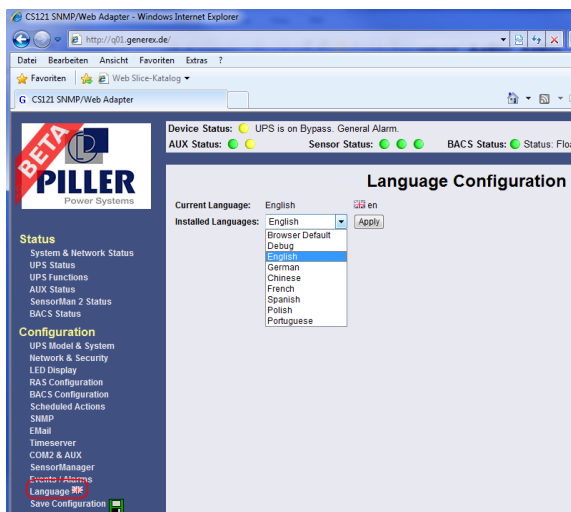 CS121 SNMP/Web Adapter - Windows Internet Explorer
http://q01.generex.de/
Datei Bearbeiten Ansicht Favoriten Extras ?
Favoriten Web Slice-Katalog
G CS121 SNMP/Web Adapter
BETA
PILLER
Power Systems
Device Status: UPS is on Bypass. General Alarm.
AUX Status: Sensor Status: BACS Status: Status: Floa
Language Configuration
Current Language: English en
Installed Languages: English Apply
Browser Default
Debug
English
German
Chinese
French
Spanish
Polish
Portuguese
Status
System & Network Status
UPS Status
UPS Functions
AUX Status
SensorMan 2 Status
BACS Status
Configuration
UPS Model & System
Network & Security
LED Display
RAS Configuration
BACS Configuration
Scheduled Actions
SNMP
EMail
Timeserver
COM2 & AUX
SensorManager
Events / Alarms
Language
Save Configuration